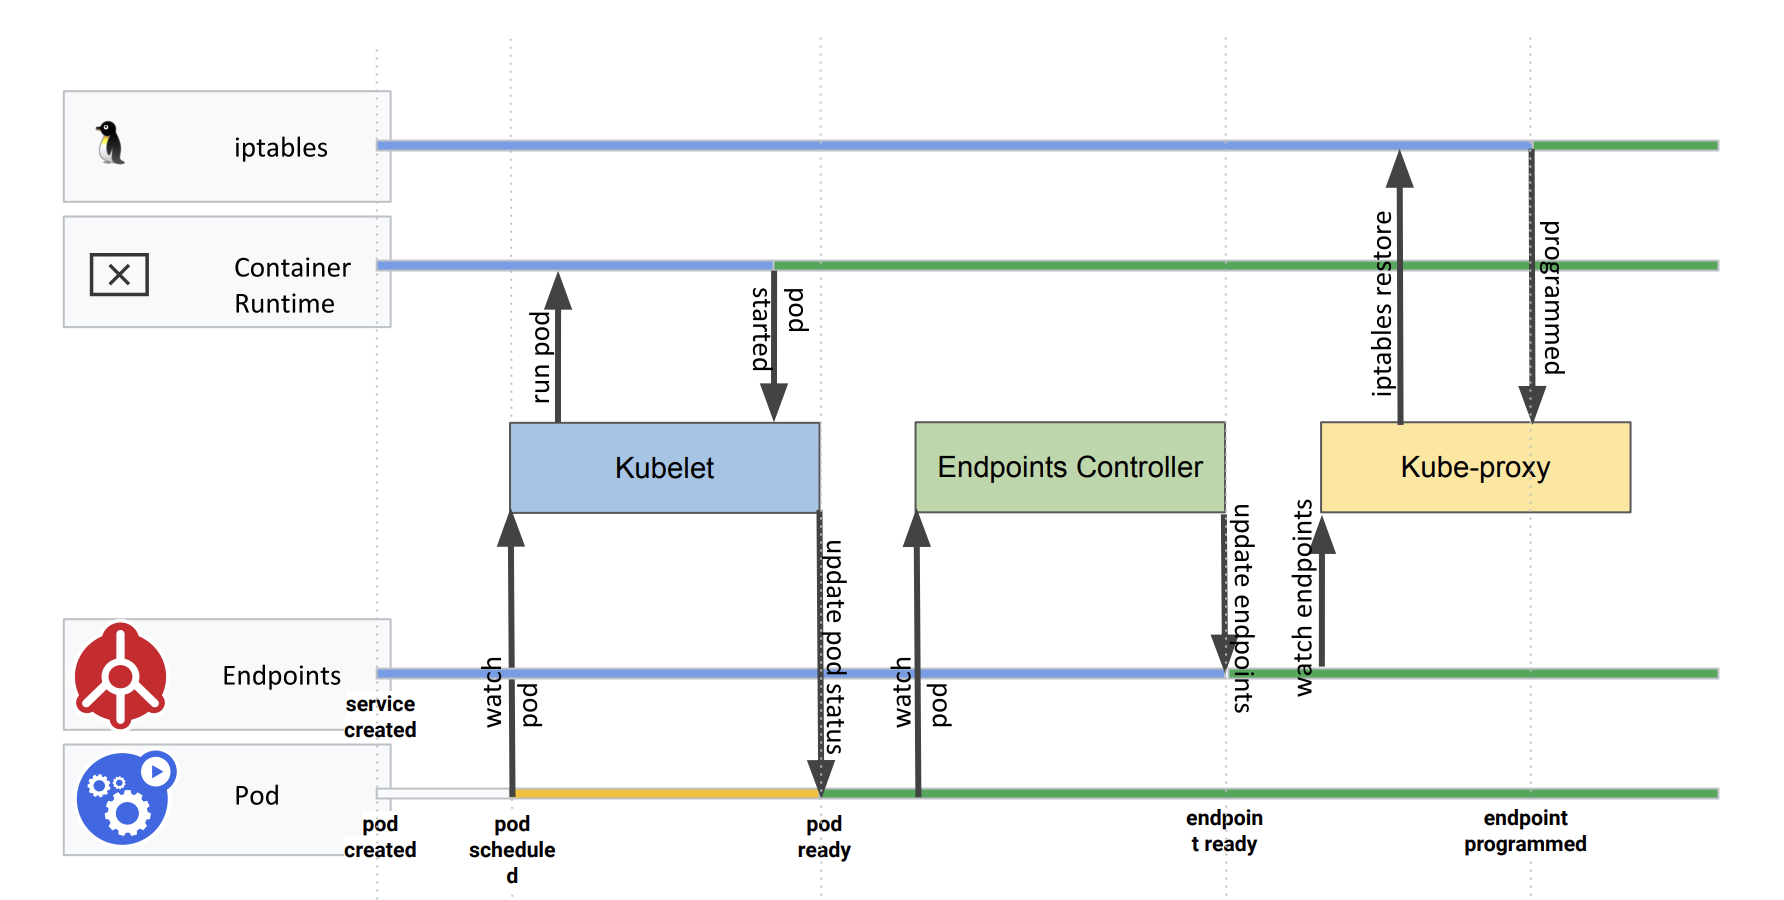 iptables
Container
Runtime
run pod
pod
started
iptables restore
programmed
Kubelet
Endpoints Controller
Kube-proxy
watch
pod
update pod status
watch
pod
update endpoints
watch endpoints
Endpoints
service
created
Pod
pod
created
pod
schedule
d
pod
ready
endpoin
t ready
endpoint
programmed